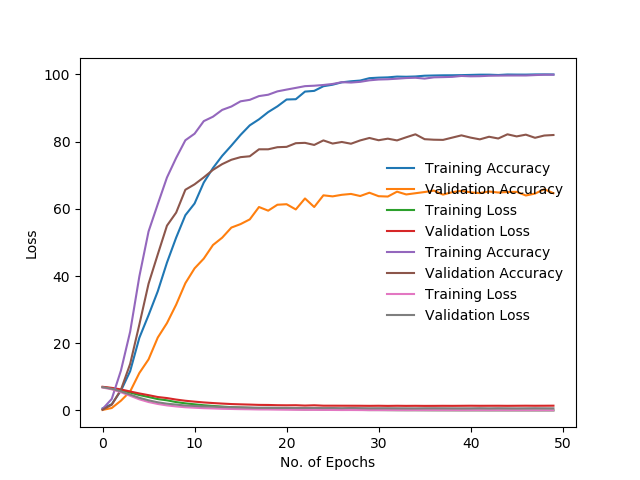 100
80
60
40
20
0
Loss
Training Accuracy
Validation Accuracy
Training Loss
Validation Loss
Training Accuracy
Validation Accuracy
Training Loss
Validation Loss
0 10 20 30 40 50
No. of Epochs